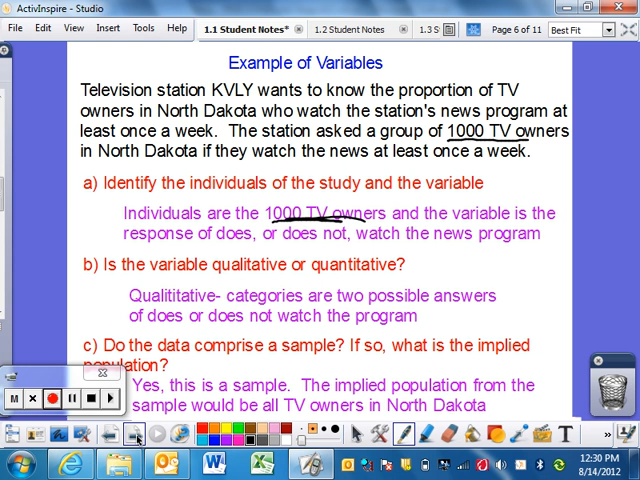 ActivInspire - Studio
File Edit View Insert Tools Help
1.1 Student Notes* 1.2 Student Notes 1.3 S
Page 6 of 11
Best Fit
Example of Variables
Television station KVLY wants to know the proportion of TV
owners in North Dakota who watch the station's news program at
least once a week. The station asked a group of 1000 TV owners
in North Dakota if they watch the news at least once a week.
a) Identify the individuals of the study and the variable
Individuals are the 1000 TV owners and the variable is the
response of does, or does not, watch the news program
b) Is the variable qualitative or quantitative?
Qualititative- categories are two possible answers
of does or does not watch the program
c) Do the data comprise a sample? If so, what is the implied
population?
Yes, this is a sample. The implied population from the
sample would be all TV owners in North Dakota
M
T
»
12:30 PM
8/14/2012